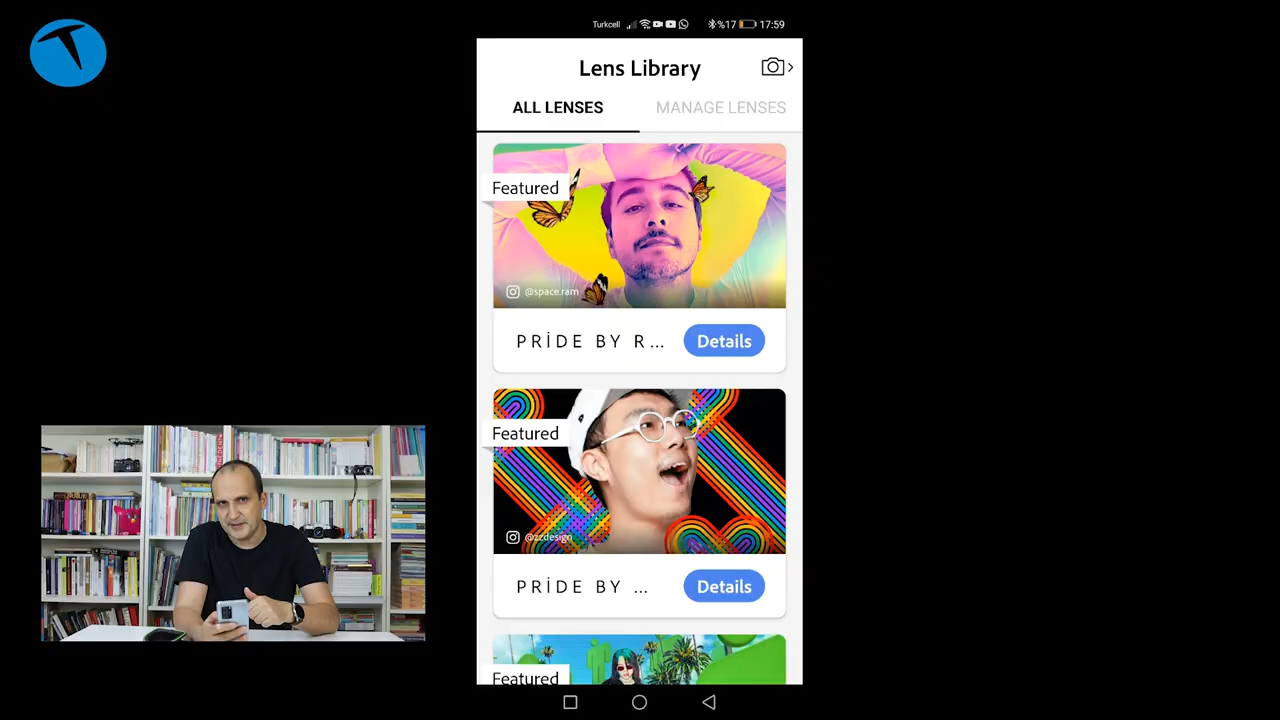 Turkcell %17 17:59
Lens Library
ALL LENSES MANAGE LENSES
Featured
@space.ram
PRİDE BY R... Details
Featured
@zzdesign
PRİDE BY ... Details
Featured